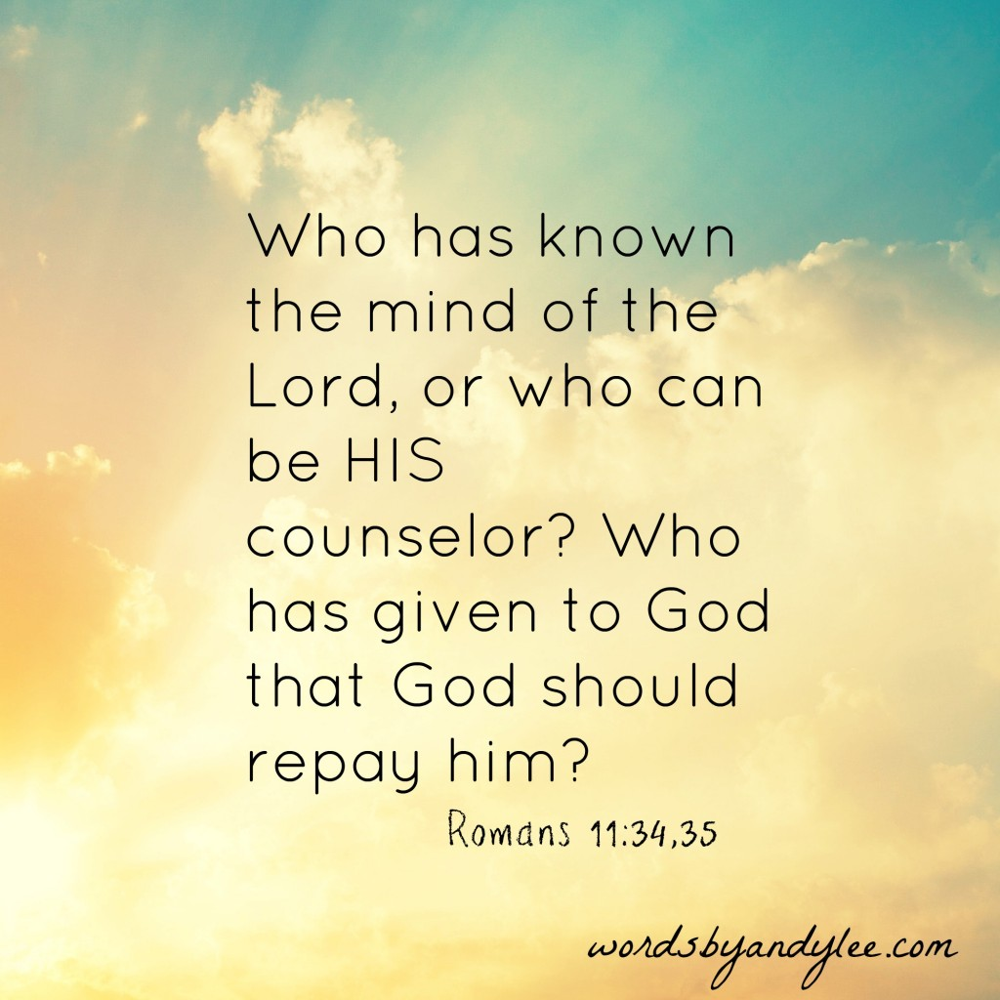 Who has known
the mind of the
Lord, or who can
be HIS
counselor? Who
has given to God
that God should
repay him?
Romans 11:34,35
wordsbyandylee.com